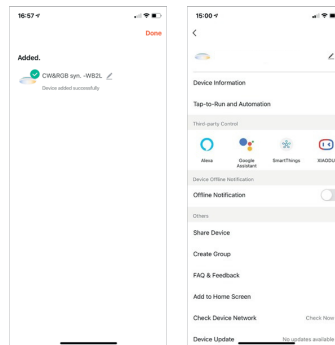 16:57
Done
Added.
CW&RGB syn. -WB2L
Device added successfully
15:00
Device Information
Tap-to-Run and Automation
Third-party Control
Alexa
Google Assistant
SmartThings
XIAODU
Device Offline Notification
Offline Notification
Others
Share Device
Create Group
FAQ & Feedback
Add to Home Screen
Check Device Network
Check Now
Device Update
No updates available